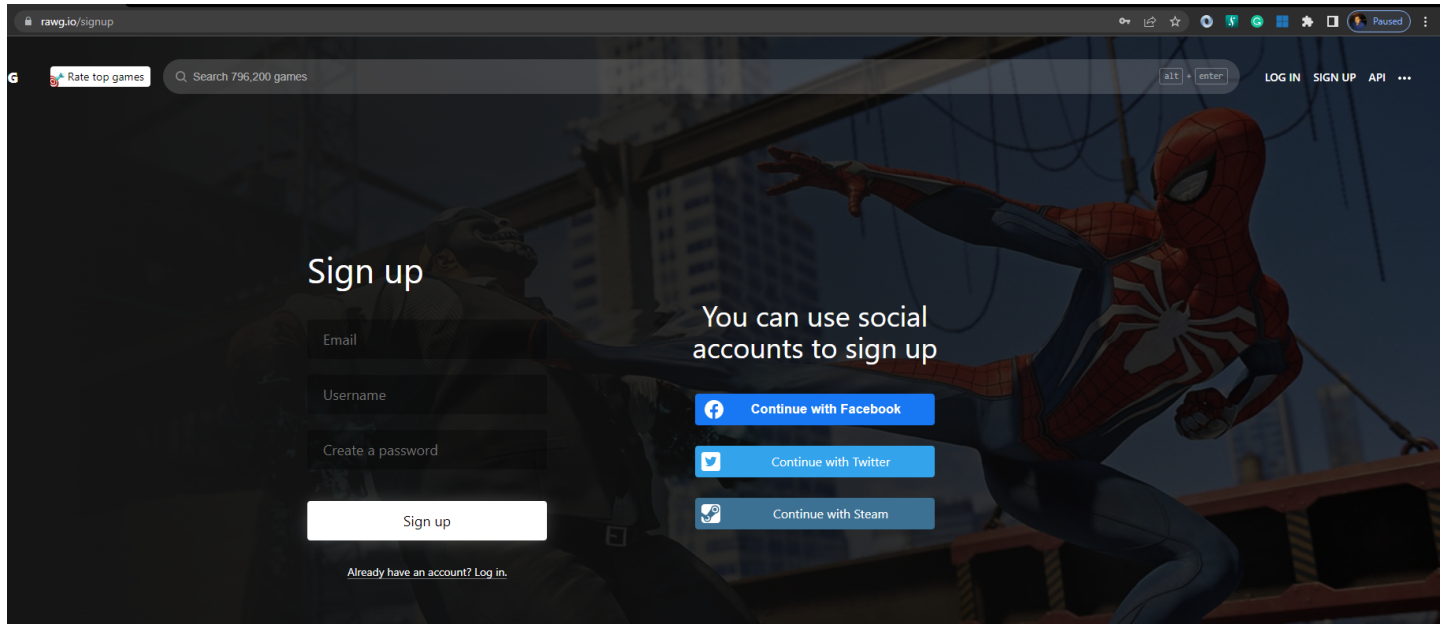 rawg.io/signup
Paused
G
Rate top games
Search 796,200 games
alt + enter
LOG IN SIGN UP API •••
Sign up
Email
Username
Create a password
Sign up
Already have an account? Log in.
You can use social
accounts to sign up
Continue with Facebook
Continue with Twitter
Continue with Steam